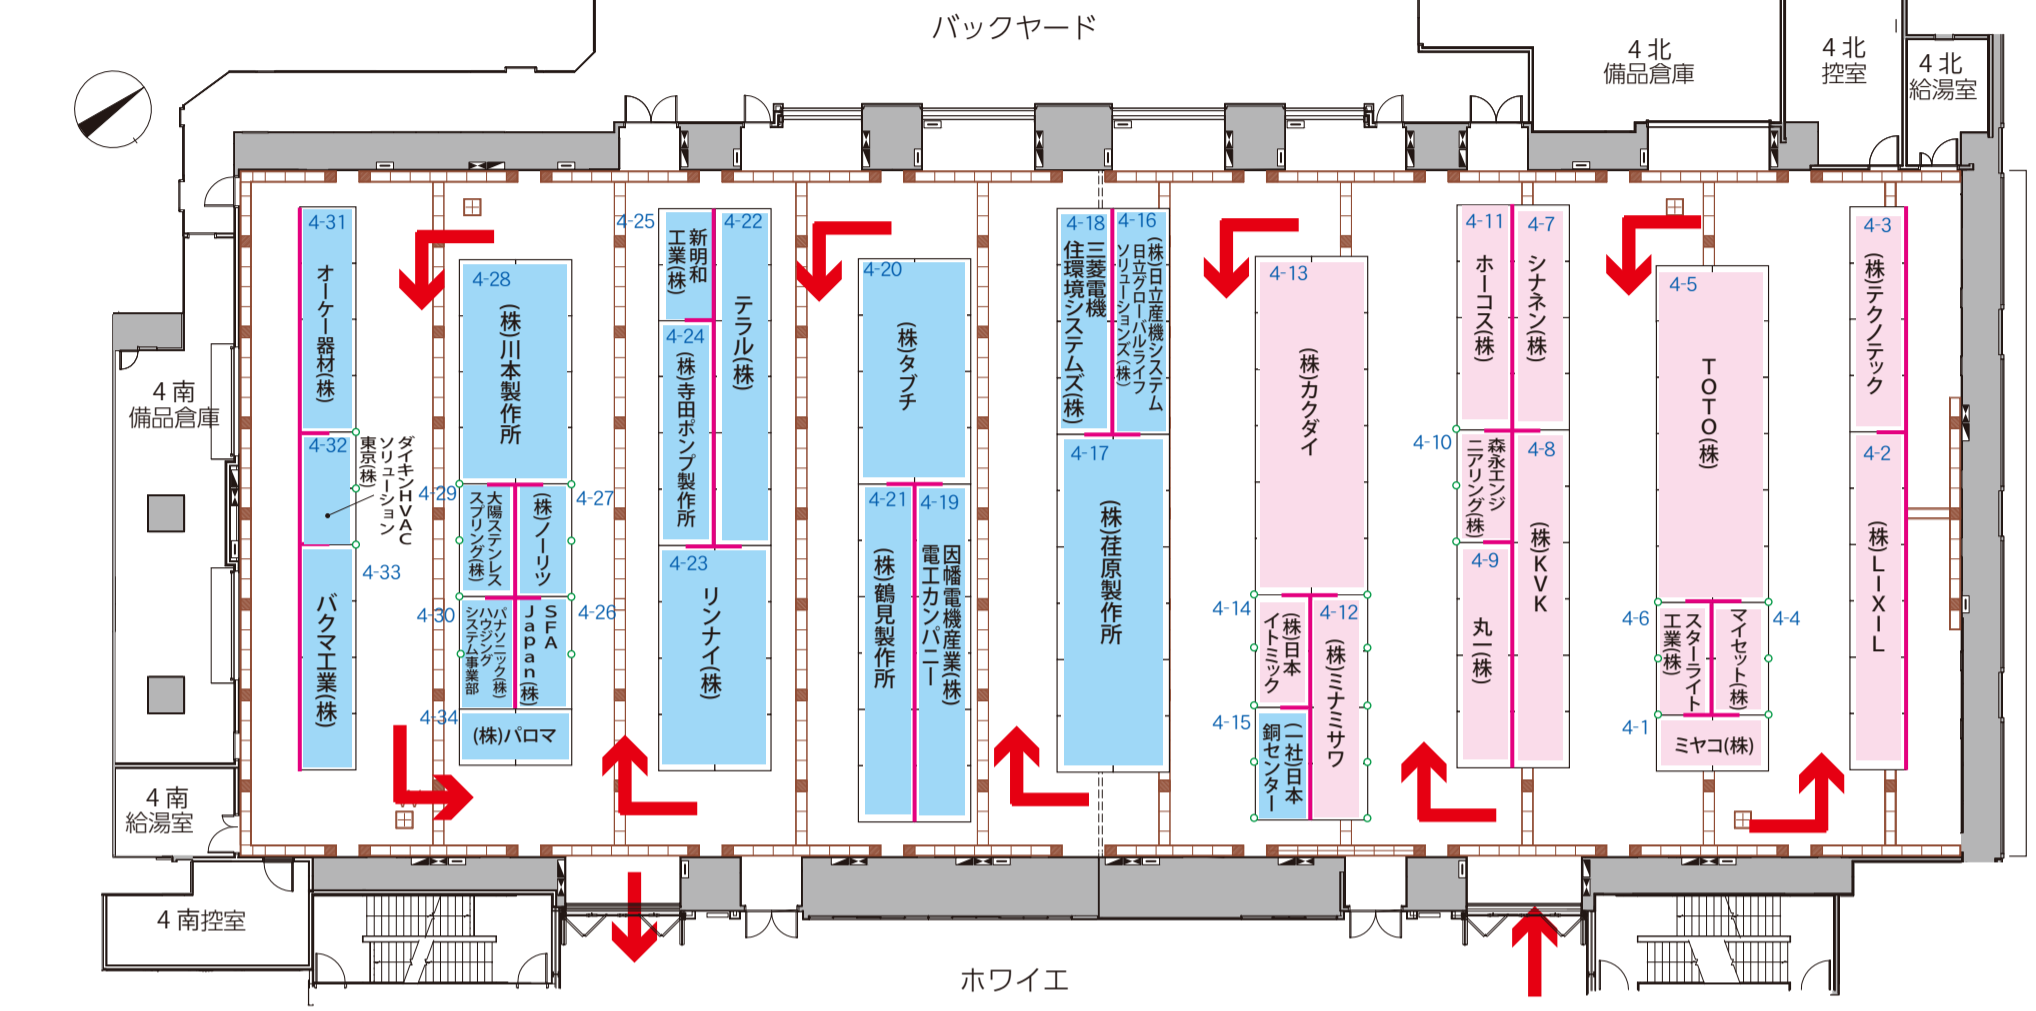 バックヤード
4北
備品倉庫
4北
控室
4北
給湯室
4-31
オーケー器材(株)
4-32
ダイキンHVAC
ソリューション
東京(株)
4-33
バクマ工業(株)
4-28
(株)川本製作所
4-29
大陽ステンレス
スプリング(株)
4-27
(株)ノーリツ
4-30
パナソニック(株)
ハウジング
システム事業部
4-26
SFA
Japan(株)
4-34
(株)パロマ
4-25
新明和
工業(株)
4-22
テラル(株)
4-24
(株)寺田ポンプ製作所
4-23
リンナイ(株)
4-20
(株)タブチ
4-21
(株)鶴見製作所
4-19
因幡電機産業(株)
電工カンパニー
4-18
三菱電機
住環境システムズ(株)
4-16
(株)日立産機システム
日立グローバルライフ
ソリューションズ(株)
4-17
(株)荏原製作所
4-13
(株)カクダイ
4-14
(株)日本
イトミック
4-12
(株)ミナミサワ
4-15
(一社)日本
銅センター
4-11
ホーコス(株)
4-7
シナネン(株)
4-10
森永エンジ
ニアリング(株)
4-8
(株)KVK
4-9
丸一(株)
4-5
TOTO(株)
4-6
スターライト
工業(株)
4-4
マイセット(株)
4-1
ミヤコ(株)
4-3
(株)テクノテック
4-2
(株)LIXIL
4南
備品倉庫
4南
給湯室
4南控室
ホワイエ